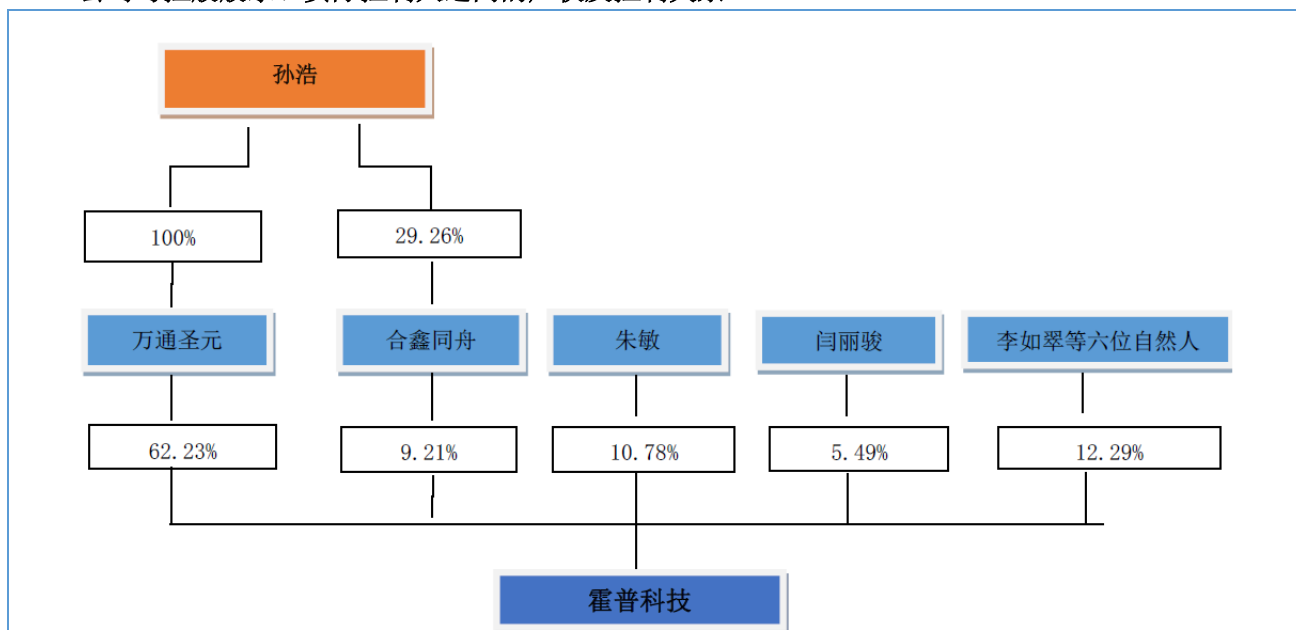 孙浩
100%
29.26%
万通圣元
合鑫同舟
朱敏
闫丽骏
李如翠等六位自然人
62.23%
9.21%
10.78%
5.49%
12.29%
霍普科技